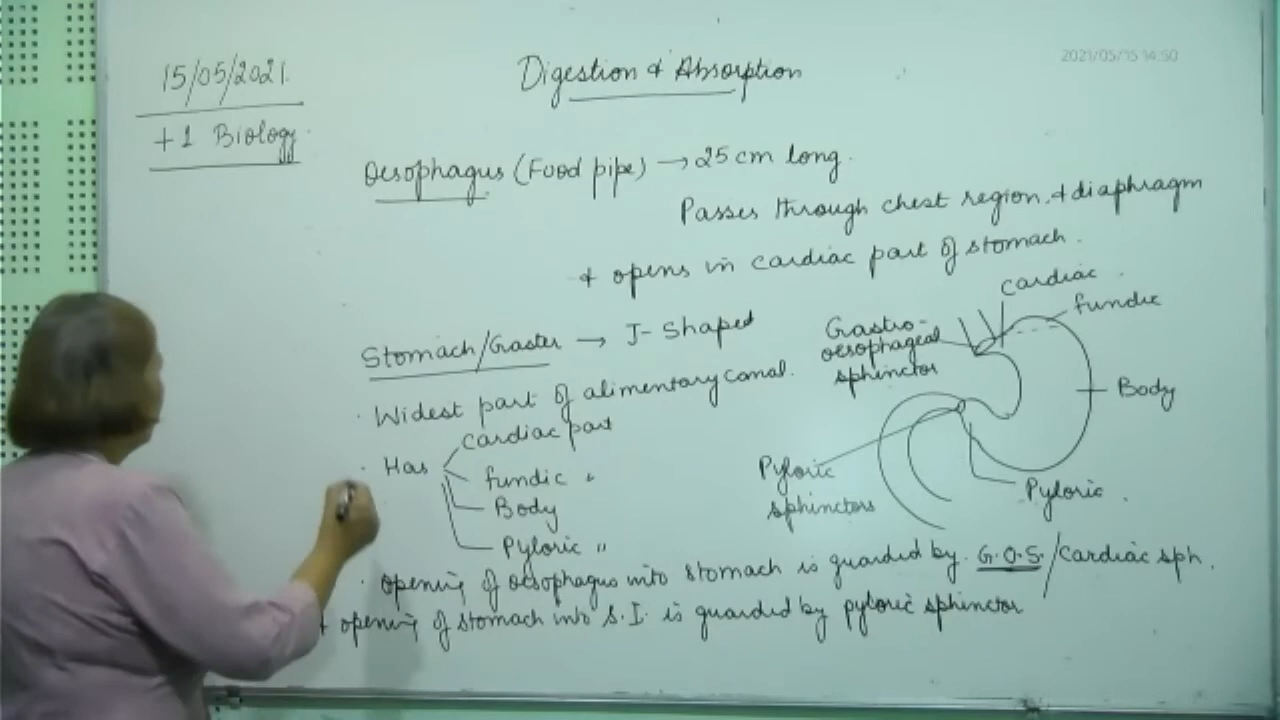 15/05/2021.
+1 Biology
Digestion & Absorption
2021/05/15 14:50
Oesophagus (Food pipe) → 25 cm long.
Passes through chest region & diaphragm
& opens in cardiac part of stomach.
Stomach/Gaster → J-Shaped
· Widest part of alimentary canal.
· Has
cardiac part
fundic "
Body
Pyloric "
Gastro-
oesophageal
sphinctor
cardiac
fundic
Body
Pyloric
sphinctors
Pyloric
· opening of oesophagus into stomach is guarded by G.O.S./Cardiac sph.
+ opening of stomach into S.I. is guarded by pyloric sphinctor